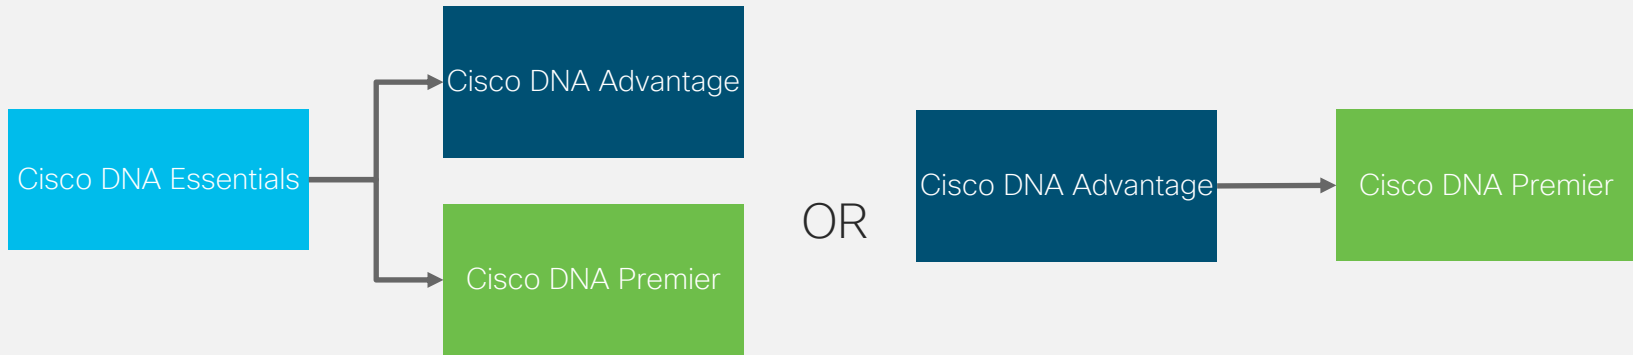 Cisco DNA Essentials
Cisco DNA Advantage
Cisco DNA Premier
OR
Cisco DNA Advantage
Cisco DNA Premier